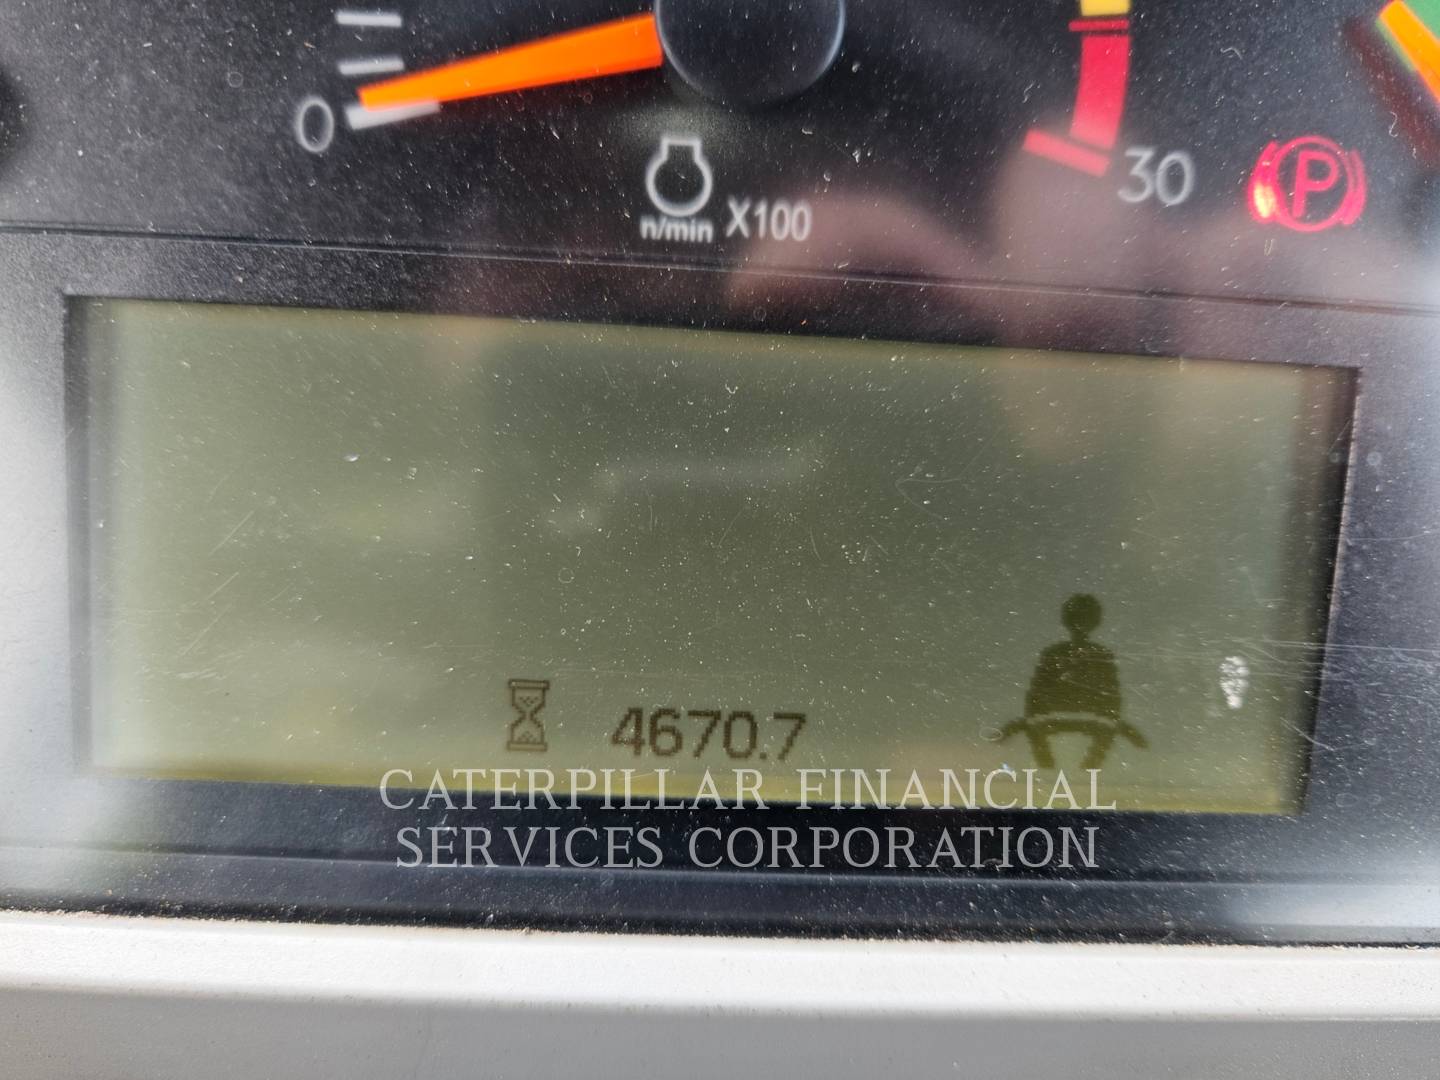 0
n/min X100
30
P
4670.7
CATERPILLAR FINANCIAL
SERVICES CORPORATION